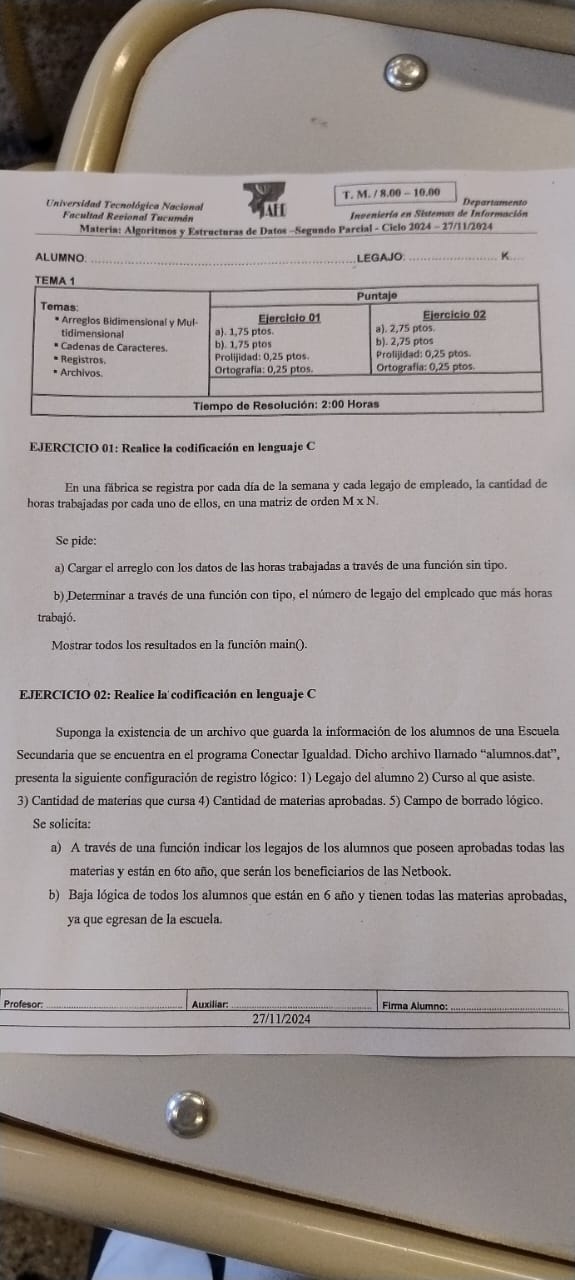 T. M. / 8.00 – 10.00
Universidad Tecnológica Nacional
Facultad Regional Tucumán
AED
Departamento
Ingeniería en Sistemas de Información
Materia: Algoritmos y Estructuras de Datos –Segundo Parcial - Ciclo 2024 – 27/11/2024
ALUMNO: ........ LEGAJO: ........ K....
TEMA 1
Temas:
* Arreglos Bidimensional y Mul-
tidimensional
* Cadenas de Caracteres.
* Registros.
* Archivos.
Puntaje
Ejercicio 01
a). 1,75 ptos.
b). 1,75 ptos
Prolijidad: 0,25 ptos.
Ortografía: 0,25 ptos.
Ejercicio 02
a). 2,75 ptos.
b). 2,75 ptos
Prolijidad: 0,25 ptos.
Ortografía: 0,25 ptos.
Tiempo de Resolución: 2:00 Horas
EJERCICIO 01: Realice la codificación en lenguaje C
En una fábrica se registra por cada día de la semana y cada legajo de empleado, la cantidad de
horas trabajadas por cada uno de ellos, en una matriz de orden M x N.
Se pide:
a) Cargar el arreglo con los datos de las horas trabajadas a través de una función sin tipo.
b) Determinar a través de una función con tipo, el número de legajo del empleado que más horas
trabajó.
Mostrar todos los resultados en la función main().
EJERCICIO 02: Realice la codificación en lenguaje C
Suponga la existencia de un archivo que guarda la información de los alumnos de una Escuela
Secundaria que se encuentra en el programa Conectar Igualdad. Dicho archivo llamado “alumnos.dat”,
presenta la siguiente configuración de registro lógico: 1) Legajo del alumno 2) Curso al que asiste.
3) Cantidad de materias que cursa 4) Cantidad de materias aprobadas. 5) Campo de borrado lógico.
Se solicita:
a) A través de una función indicar los legajos de los alumnos que poseen aprobadas todas las
materias y están en 6to año, que serán los beneficiarios de las Netbook.
b) Baja lógica de todos los alumnos que están en 6 año y tienen todas las materias aprobadas,
ya que egresan de la escuela.
Profesor: ........ Auxiliar: ........ Firma Alumno: ........
27/11/2024